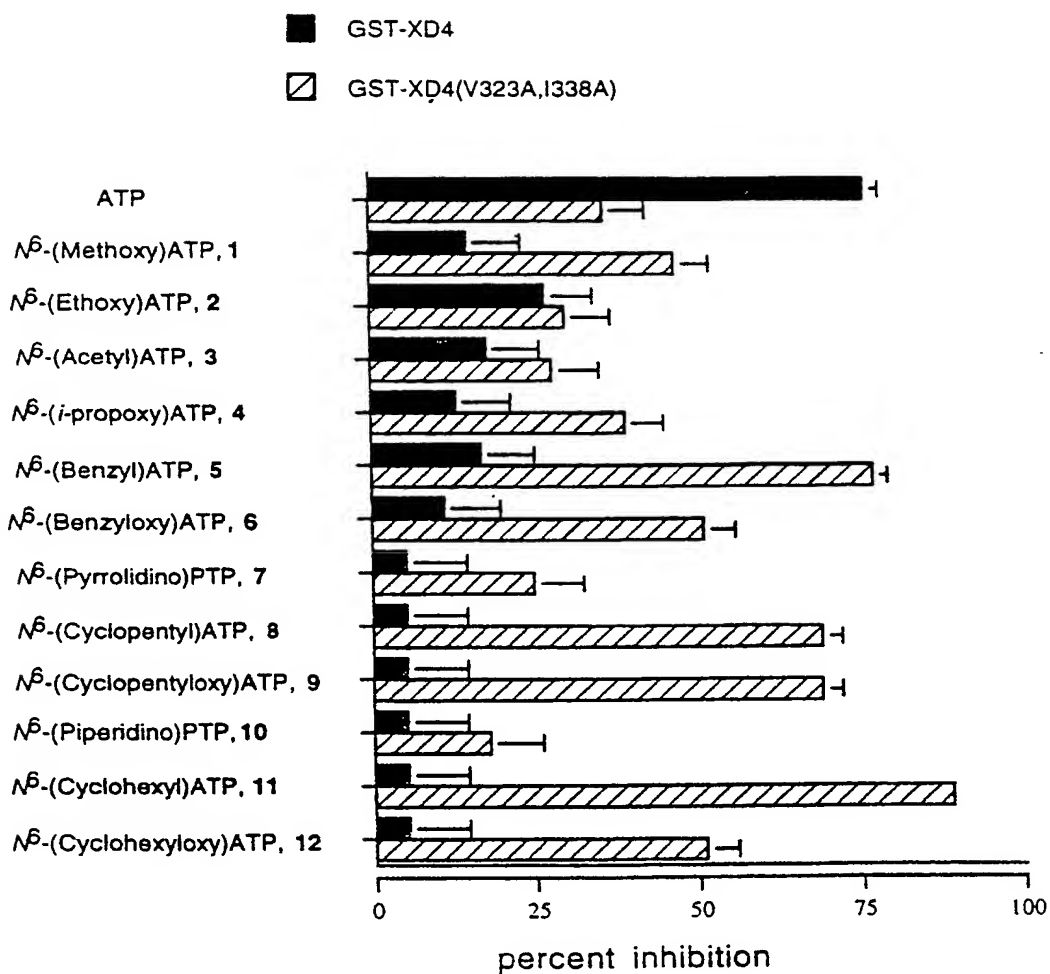 GST-XD4
GST-XD4(V323A,I338A)
ATP
N6-(Methoxy)ATP, 1
N6-(Ethoxy)ATP, 2
N6-(Acetyl)ATP, 3
N6-(i-propoxy)ATP, 4
N6-(Benzyl)ATP, 5
N6-(Benzyloxy)ATP, 6
N6-(Pyrrolidino)PTP, 7
N6-(Cyclopentyl)ATP, 8
N6-(Cyclopentyloxy)ATP, 9
N6-(Piperidino)PTP, 10
N6-(Cyclohexyl)ATP, 11
N6-(Cyclohexyloxy)ATP, 12
0 25 50 75 100
percent inhibition